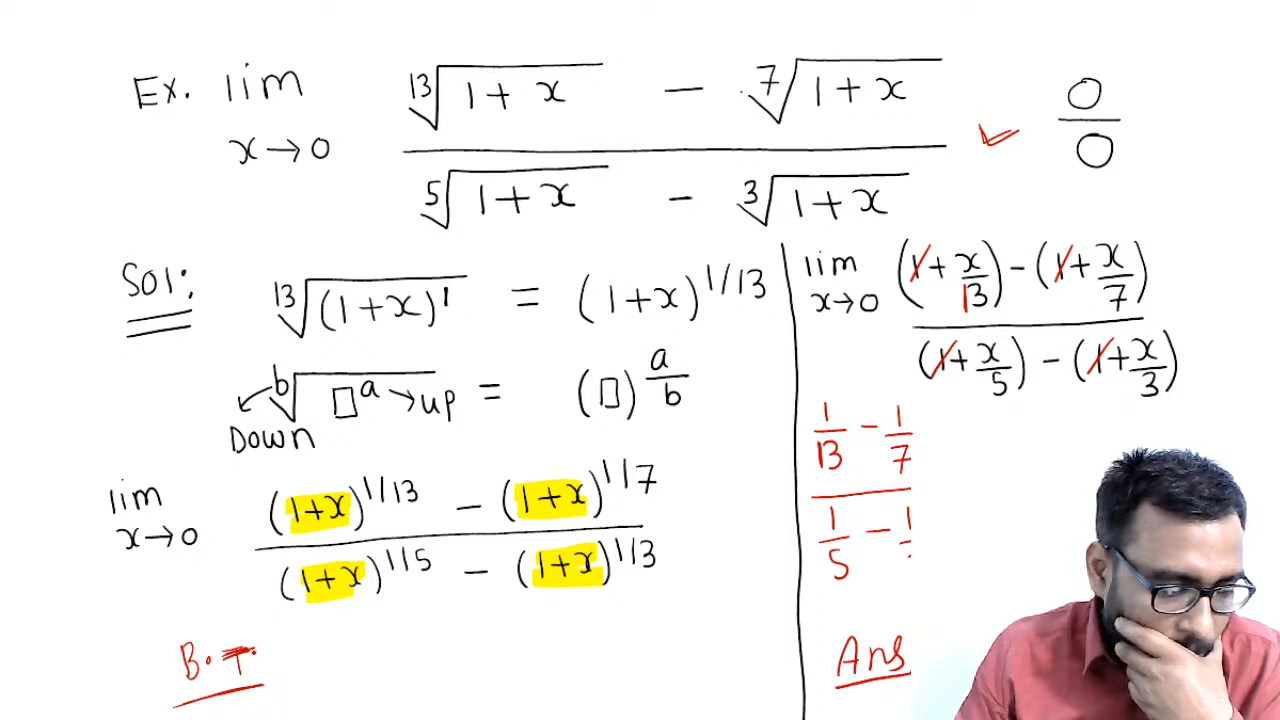 Ex. lim x→0 (¹³√(1+x) − ⁷√(1+x)) / (⁵√(1+x) − ³√(1+x)) ✓ 0/0
Sol:
¹³√(1+x)¹ = (1+x)^1/13
ᵇ√▯ᵃ → up = (▯)^a/b
Down
lim x→0 ((1+x)^1/13 − (1+x)^1/7) / ((1+x)^1/5 − (1+x)^1/3)
B.T.
lim x→0 ((1+x/13) − (1+x/7)) / ((1+x/5) − (1+x/3))
(1/13 − 1/7) / (1/5 − 1/
Ans